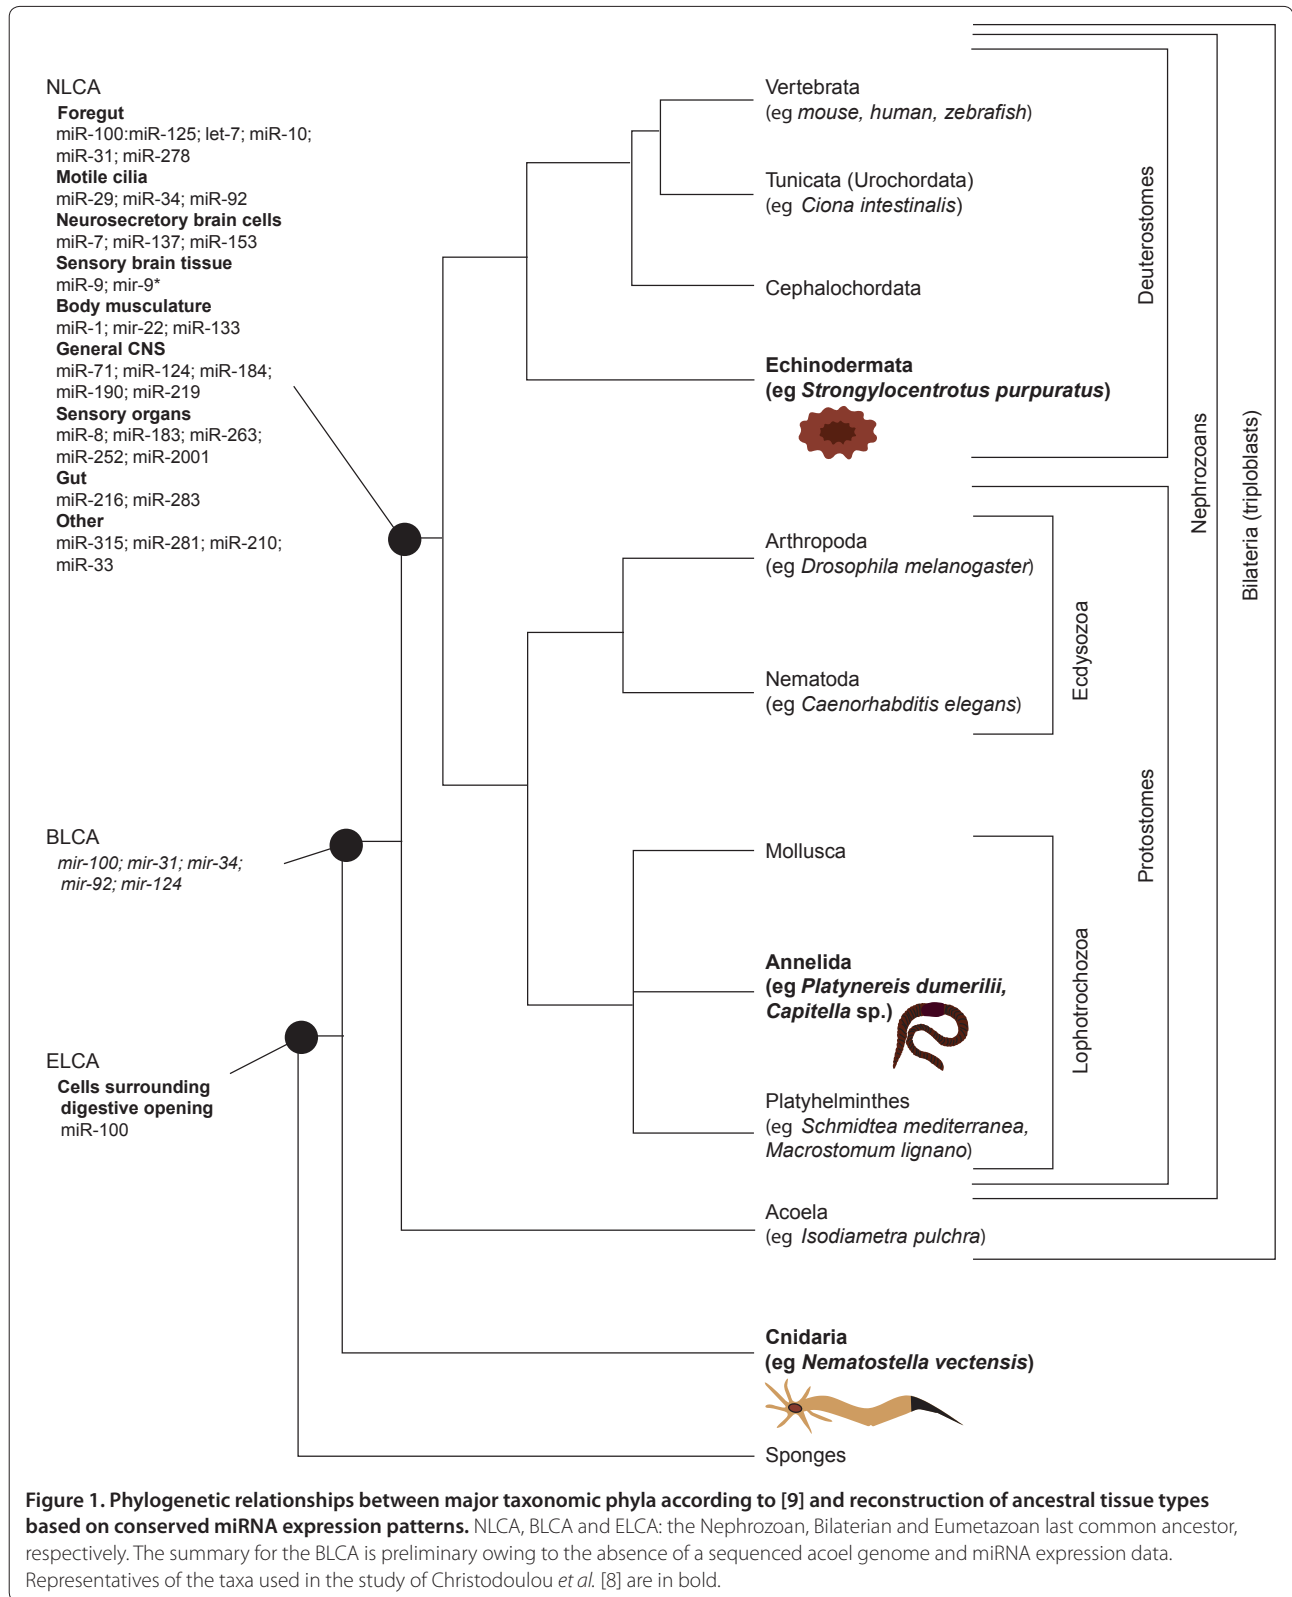 NLCA
Foregut
miR-100:miR-125; let-7; miR-10;
miR-31; miR-278
Motile cilia
miR-29; miR-34; miR-92
Neurosecretory brain cells
miR-7; miR-137; miR-153
Sensory brain tissue
miR-9; mir-9*
Body musculature
miR-1; mir-22; miR-133
General CNS
miR-71; miR-124; miR-184;
miR-190; miR-219
Sensory organs
miR-8; miR-183; miR-263;
miR-252; miR-2001
Gut
miR-216; miR-283
Other
miR-315; miR-281; miR-210;
miR-33
BLCA
mir-100; mir-31; mir-34;
mir-92; mir-124
ELCA
Cells surrounding
digestive opening
miR-100
Vertebrata
(eg mouse, human, zebrafish)
Tunicata (Urochordata)
(eg Ciona intestinalis)
Cephalochordata
Echinodermata
(eg Strongylocentrotus purpuratus)
Arthropoda
(eg Drosophila melanogaster)
Nematoda
(eg Caenorhabditis elegans)
Mollusca
Annelida
(eg Platynereis dumerilii,
Capitella sp.)
Platyhelminthes
(eg Schmidtea mediterranea,
Macrostomum lignano)
Acoela
(eg Isodiametra pulchra)
Cnidaria
(eg Nematostella vectensis)
Sponges
Deuterostomes
Ecdysozoa
Lophotrochozoa
Protostomes
Nephrozoans
Bilateria (triploblasts)
Figure 1. Phylogenetic relationships between major taxonomic phyla according to [9] and reconstruction of ancestral tissue types
based on conserved miRNA expression patterns. NLCA, BLCA and ELCA: the Nephrozoan, Bilaterian and Eumetazoan last common ancestor,
respectively. The summary for the BLCA is preliminary owing to the absence of a sequenced acoel genome and miRNA expression data.
Representatives of the taxa used in the study of Christodoulou et al. [8] are in bold.